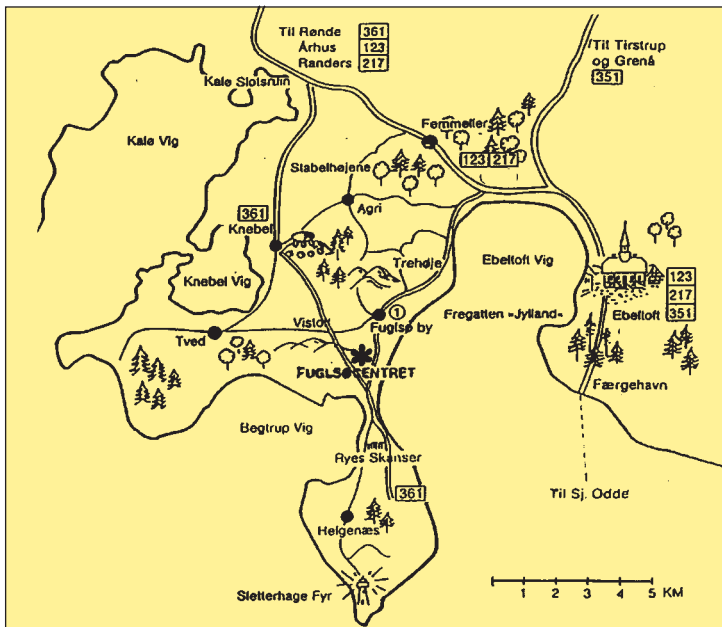 Til Rønde 361
Århus 123
Randers 217
Til Tirstrup
og Grenå
351
Kalø Slotsruin
Kalø Vig
Femmøller
123 217
Stabelhøjene
Agri
361
Knebel
Trehøje
Ebeltoft Vig
Knebel Vig
123
217
351
Ebeltoft
Fregatten »Jylland«
Vistoft
1
Fuglsø by
Tved
FUGLSØCENTRET
Færgehavn
Begtrup Vig
Ryes Skanser
361
Til Sj. Odde
Helgenæs
Sletterhage Fyr
1 2 3 4 5 KM